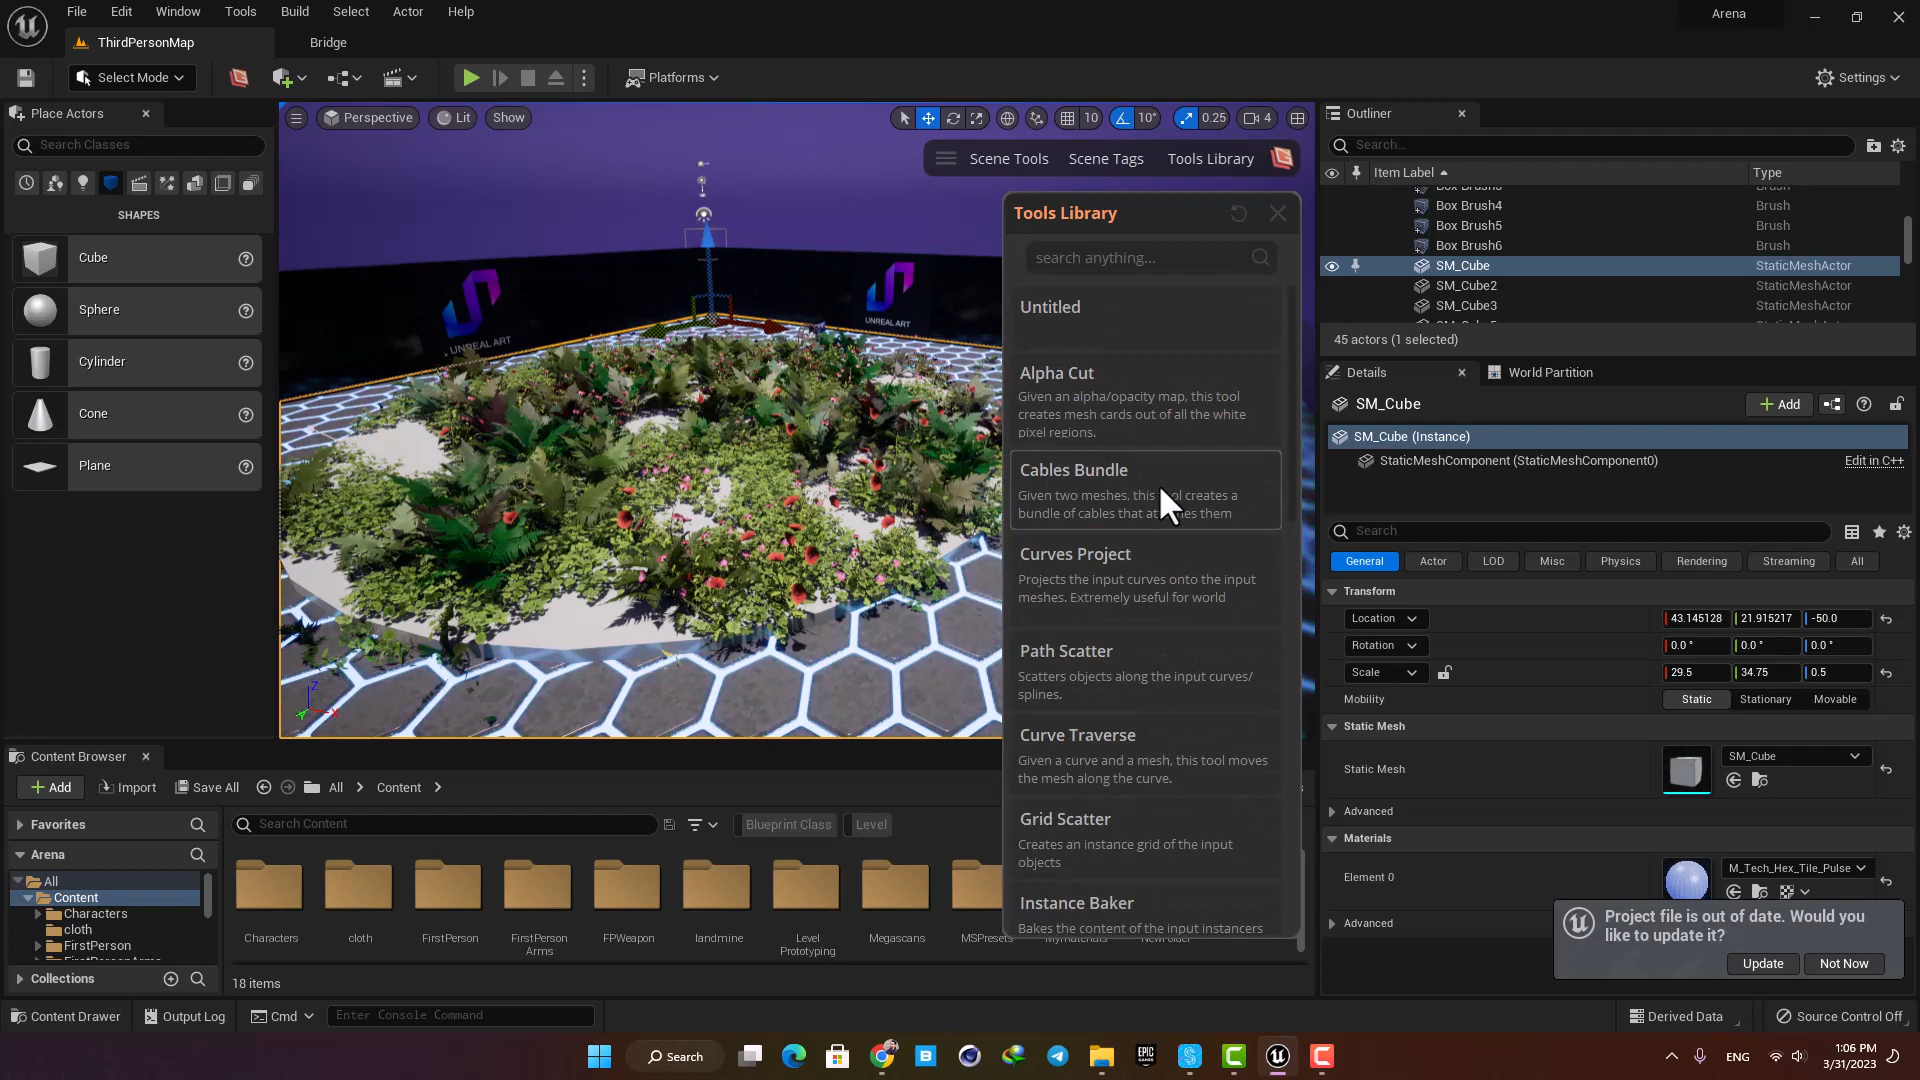 File Edit Window Tools Build Select Actor Help
Arena
ThirdPersonMap
Bridge
Select Mode
Platforms
Settings
Place Actors
Search Classes
SHAPES
Cube
Sphere
Cylinder
Cone
Plane
Perspective
Lit
Show
10
10°
0.25
4
Scene Tools
Scene Tags
Tools Library
UNREAL ART
UNREAL ART
Tools Library
search anything...
Untitled
Alpha Cut
Given an alpha/opacity map, this tool
creates mesh cards out of all the white
pixel regions.
Cables Bundle
Given two meshes, this
creates a
bundle of cables that
them
Curves Project
Projects the input curves onto the input
meshes. Extremely useful for world
Path Scatter
Scatters objects along the input curves/
splines.
Curve Traverse
Given a curve and a mesh, this tool moves
the mesh along the curve.
Grid Scatter
Creates an instance grid of the input
objects
Instance Baker
Bakes the content of the input instancers
Outliner
Search...
Item Label
Type
Box Brush4 Brush
Box Brush5 Brush
Box Brush6 Brush
SM_Cube StaticMeshActor
SM_Cube2 StaticMeshActor
SM_Cube3 StaticMeshActor
45 actors (1 selected)
Details
World Partition
SM_Cube
Add
SM_Cube (Instance)
StaticMeshComponent (StaticMeshComponent0)
Edit in C++
Search
General Actor LOD Misc Physics Rendering Streaming All
Transform
Location 43.145128 21.915217 -50.0
Rotation 0.0 ° 0.0 ° 0.0 °
Scale 29.5 34.75 0.5
Mobility Static Stationary Movable
Static Mesh
Static Mesh
SM_Cube
Advanced
Materials
Element 0
M_Tech_Hex_Tile_Pulse
Advanced
Project file is out of date. Would you
like to update it?
Update
Not Now
Content Browser
Add
Import
Save All
All
Content
Favorites
Arena
All
Content
Characters
cloth
FirstPerson
Collections
Search Content
Blueprint Class
Level
Characters
cloth
FirstPerson
FirstPerson
Arms
FPWeapon
landmine
Level
Prototyping
Megascans
MSPresets
18 items
Content Drawer
Output Log
Cmd
Enter Console Command
Derived Data
Source Control Off
Search
EPIC
GAMES
ENG
1:06 PM
3/31/2023